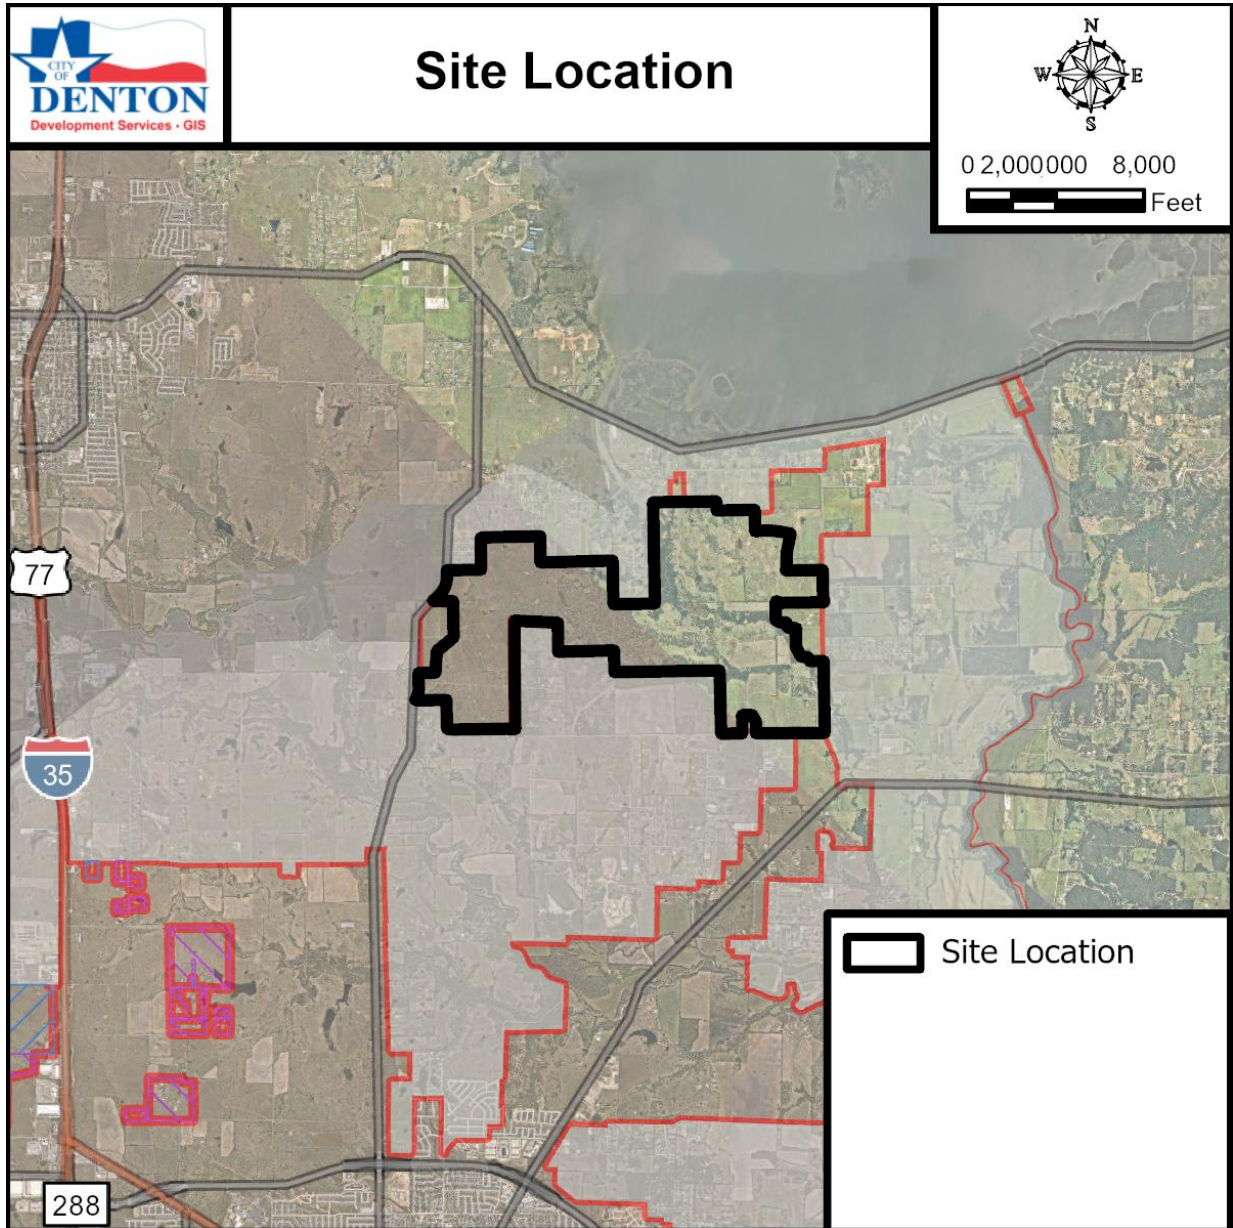 CITY
OF
DENTON
Development Services • GIS
Site Location
N
W E
S
0 2,000000 8,000
Feet
77
35
288
Site Location